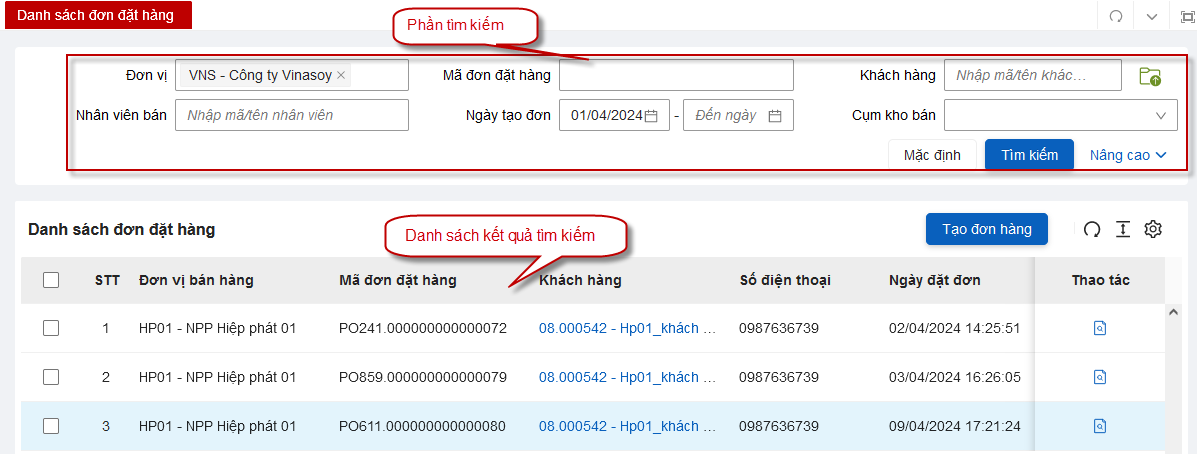 Danh sách đơn đặt hàng
Phần tìm kiếm
Đơn vị VNS - Công ty Vinasoy × Mã đơn đặt hàng Khách hàng Nhập mã/tên khác…
Nhân viên bán Nhập mã/tên nhân viên Ngày tạo đơn 01/04/2024 - Đến ngày Cụm kho bán
Mặc định Tìm kiếm Nâng cao
Danh sách đơn đặt hàng Danh sách kết quả tìm kiếm Tạo đơn hàng
STT Đơn vị bán hàng Mã đơn đặt hàng Khách hàng Số điện thoại Ngày đặt đơn Thao tác
1 HP01 - NPP Hiệp phát 01 PO241.000000000000072 08.000542 - Hp01_khách ... 0987636739 02/04/2024 14:25:51
2 HP01 - NPP Hiệp phát 01 PO859.000000000000079 08.000542 - Hp01_khách ... 0987636739 03/04/2024 16:26:05
3 HP01 - NPP Hiệp phát 01 PO611.000000000000080 08.000542 - Hp01_khách ... 0987636739 09/04/2024 17:21:24